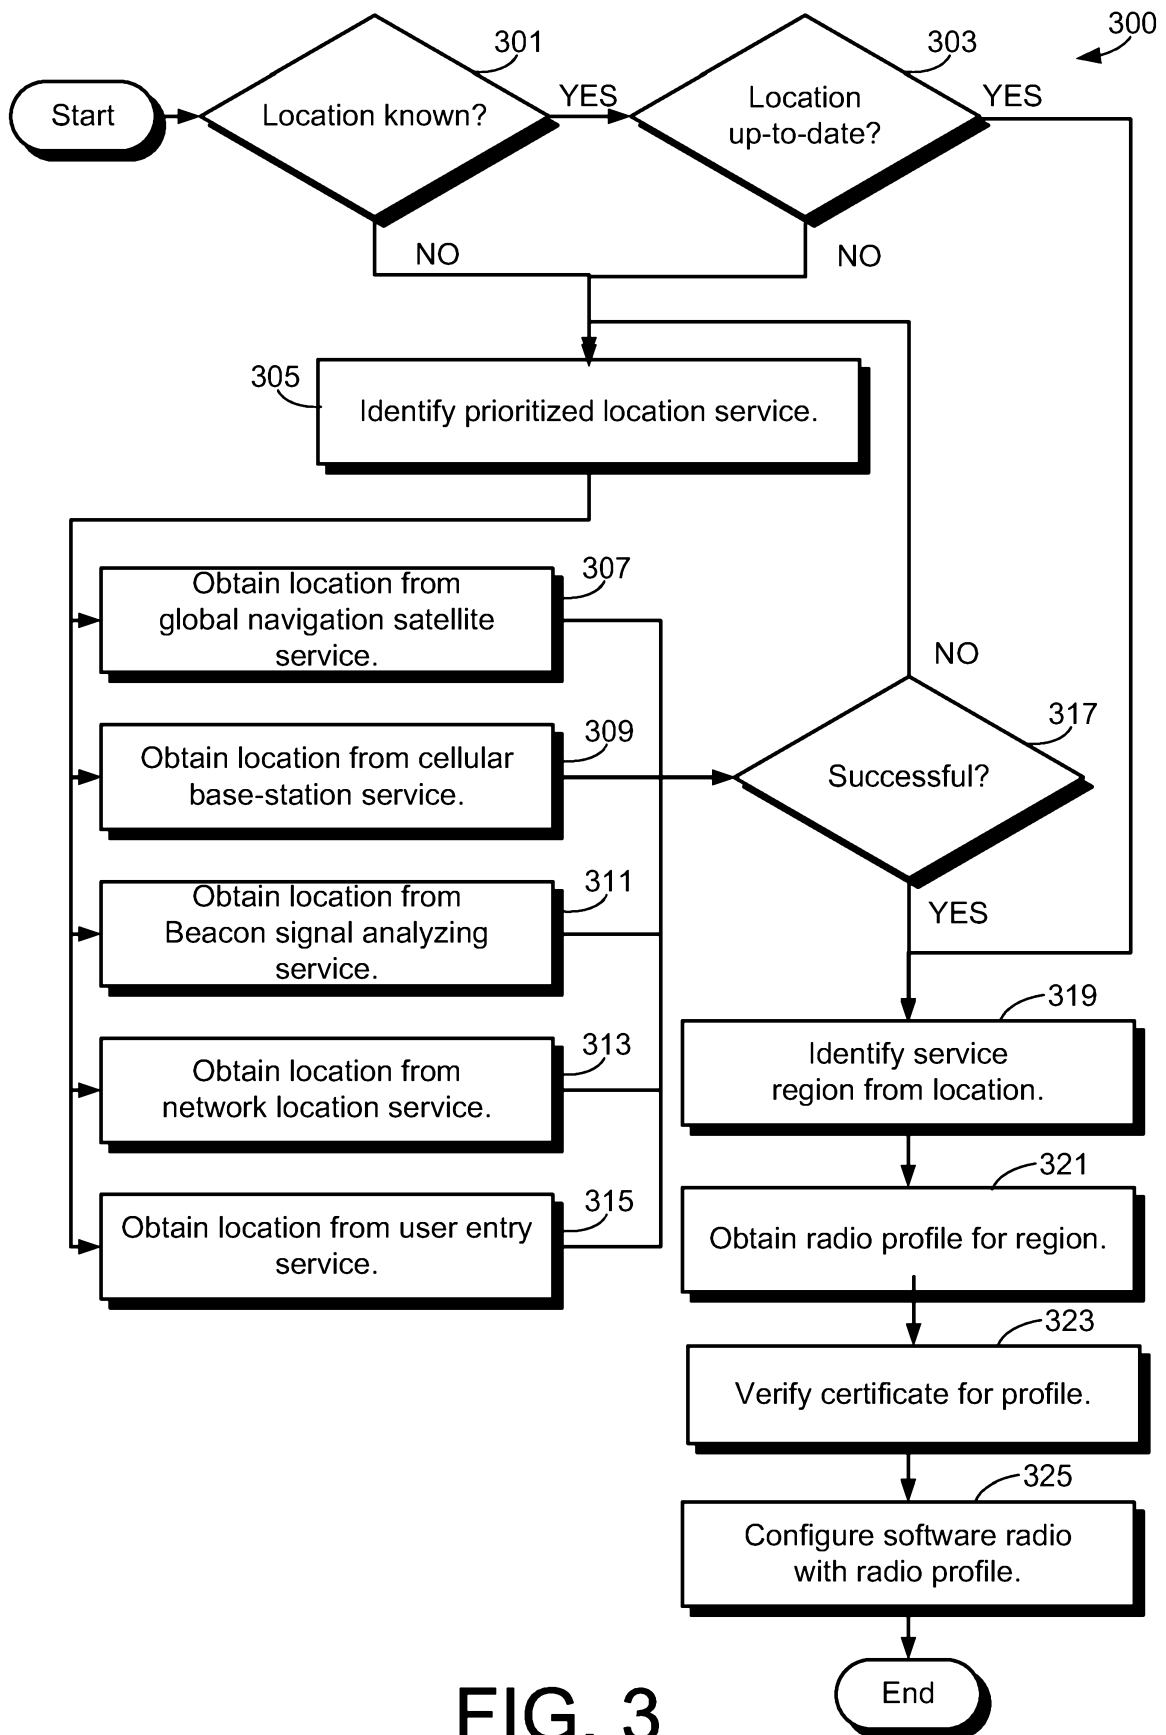 300
301
303
Start
Location known?
YES
Location
up-to-date?
YES
NO
NO
305
Identify prioritized location service.
307
Obtain location from
global navigation satellite
service.
NO
309
Obtain location from cellular
base-station service.
317
Successful?
311
Obtain location from
Beacon signal analyzing
service.
YES
313
Obtain location from
network location service.
319
Identify service
region from location.
315
Obtain location from user entry
service.
321
Obtain radio profile for region.
323
Verify certificate for profile.
325
Configure software radio
with radio profile.
End
FIG. 3